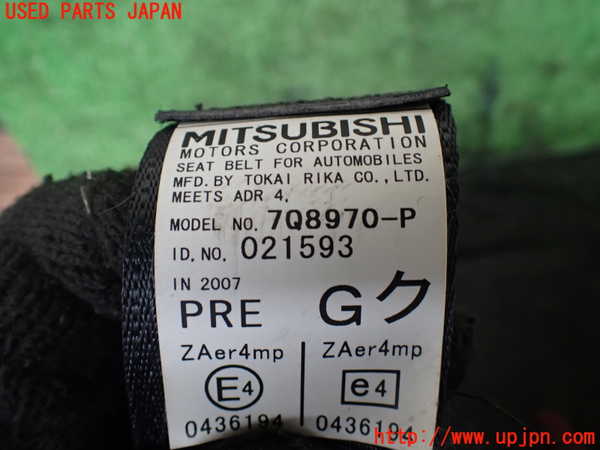 USED PARTS JAPAN
MITSUBISHI
MOTORS CORPORATION
SEAT BELT FOR AUTOMOBILES
MFD. BY TOKAI RIKA CO., LTD.
MEETS ADR 4.
MODEL NO. 7Q8970-P
ID. NO. 021593
IN 2007
PRE Gク
ZAer4mp ZAer4mp
E4 e4
0436194 0436194
http://www.upjpn.com/